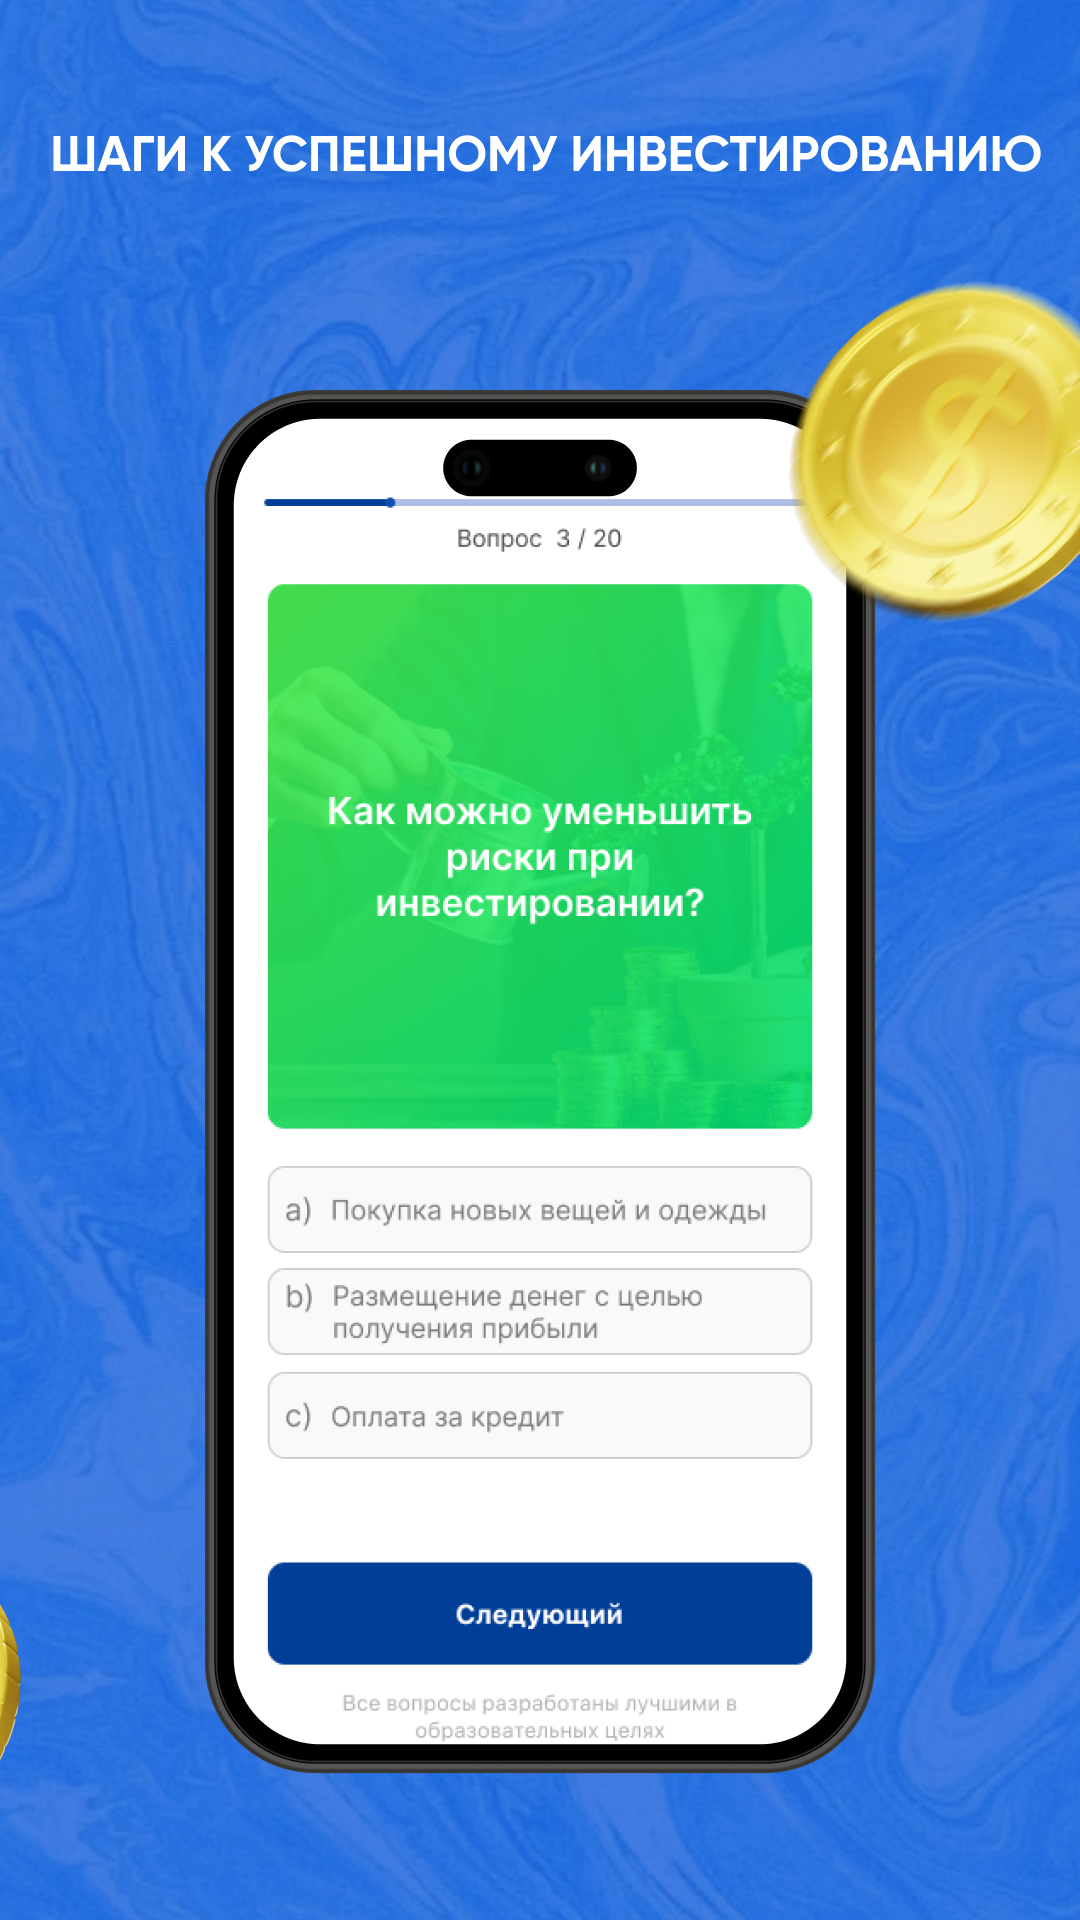 ШАГИ К УСПЕШНОМУ ИНВЕСТИРОВАНИЮ
Вопрос 3 / 20
Как можно уменьшить
риски при
инвестировании?
a) Покупка новых вещей и одежды
b) Размещение денег с целью
получения прибыли
c) Оплата за кредит
Следующий
Все вопросы разработаны лучшими в
образовательных целях